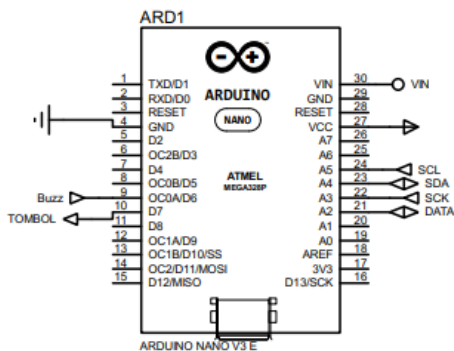 ARD1
ARDUINO
NANO
ATMEL
MEGA328P
1 TXD/D1
2 RXD/D0
3 RESET
4 GND
5 D2
6 OC2B/D3
7 D4
8 OC0B/D5
Buzz 9 OC0A/D6
TOMBOL 10 D7
11 D8
12 OC1A/D9
13 OC1B/D10/SS
14 OC2/D11/MOSI
15 D12/MISO
VIN 30 VIN
GND 29
RESET 28
VCC 27
A7 26
A6 25
A5 24 SCL
A4 23 SDA
A3 22 SCK
A2 21 DATA
A1 20
A0 19
AREF 18
3V3 17
D13/SCK 16
ARDUINO NANO V3 E